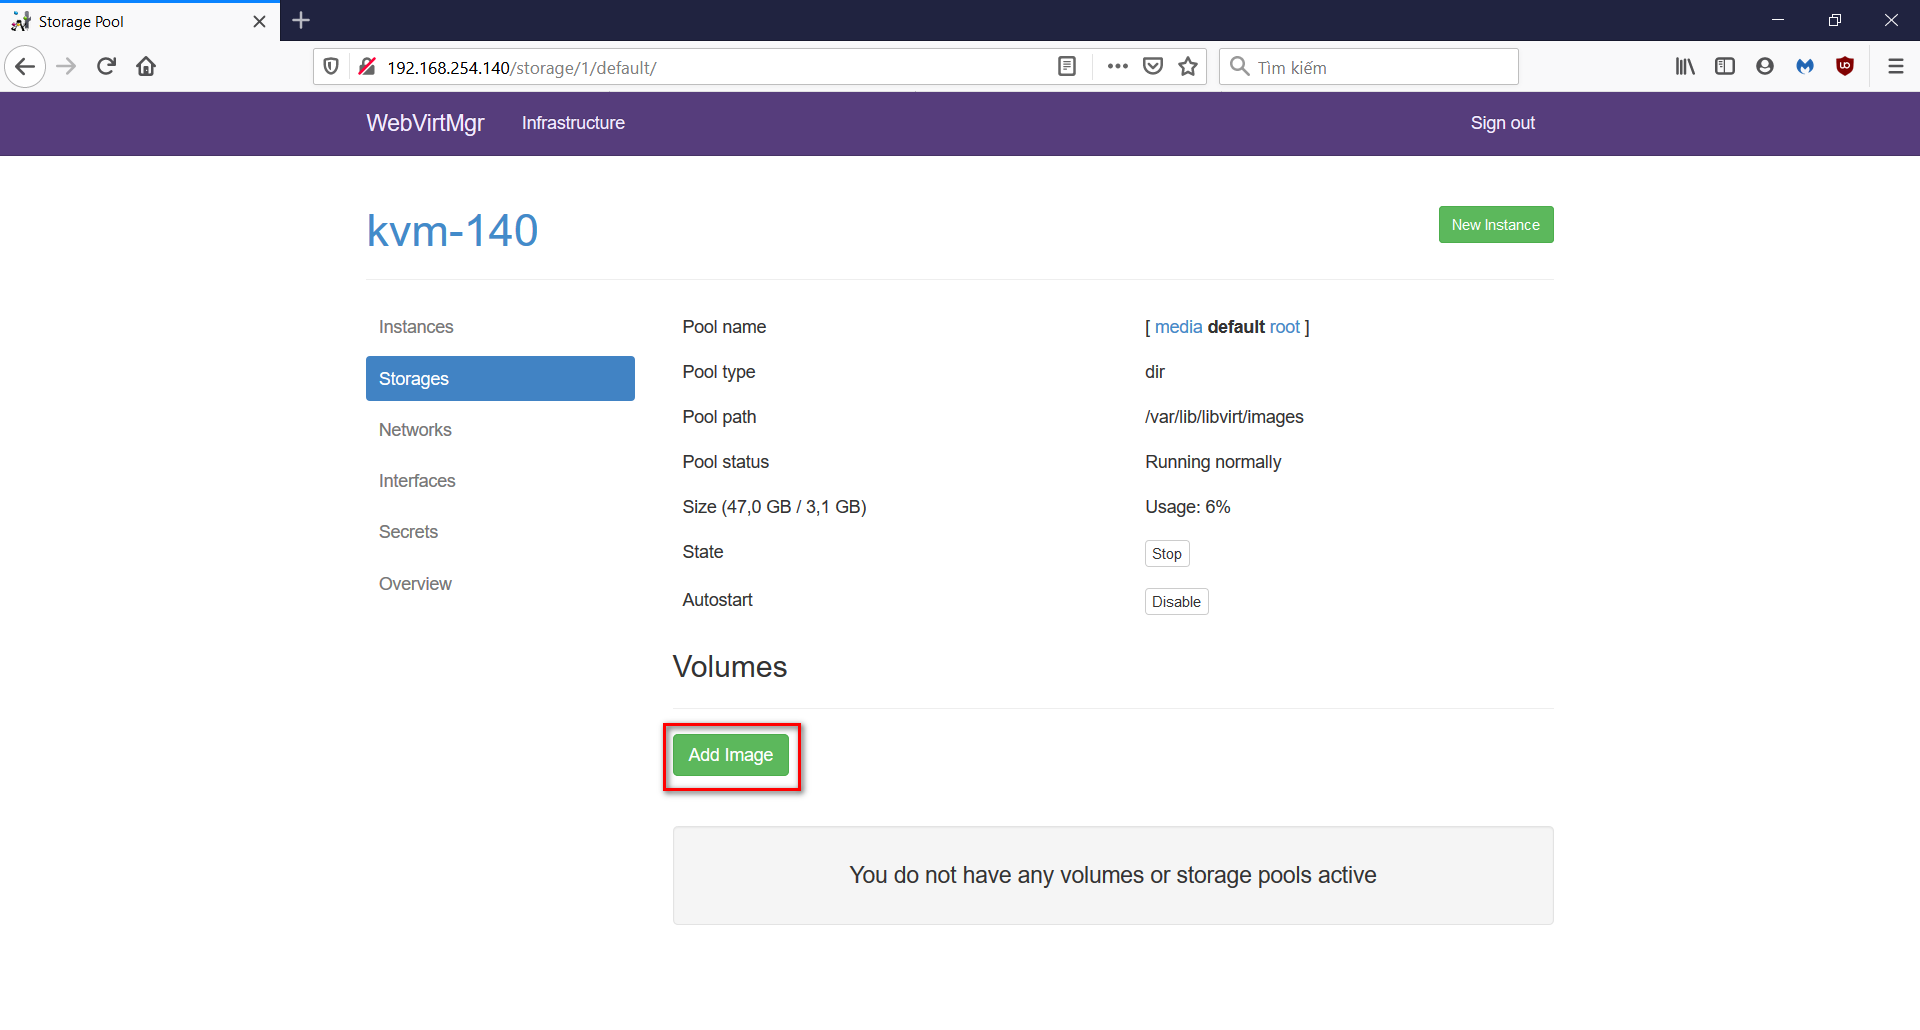 Storage Pool
192.168.254.140/storage/1/default/
Tìm kiếm
WebVirtMgr
Infrastructure
Sign out
kvm-140
New Instance
Instances
Storages
Networks
Interfaces
Secrets
Overview
Pool name [ media default root ]
Pool type dir
Pool path /var/lib/libvirt/images
Pool status Running normally
Size (47,0 GB / 3,1 GB) Usage: 6%
State Stop
Autostart Disable
Volumes
Add Image
You do not have any volumes or storage pools active